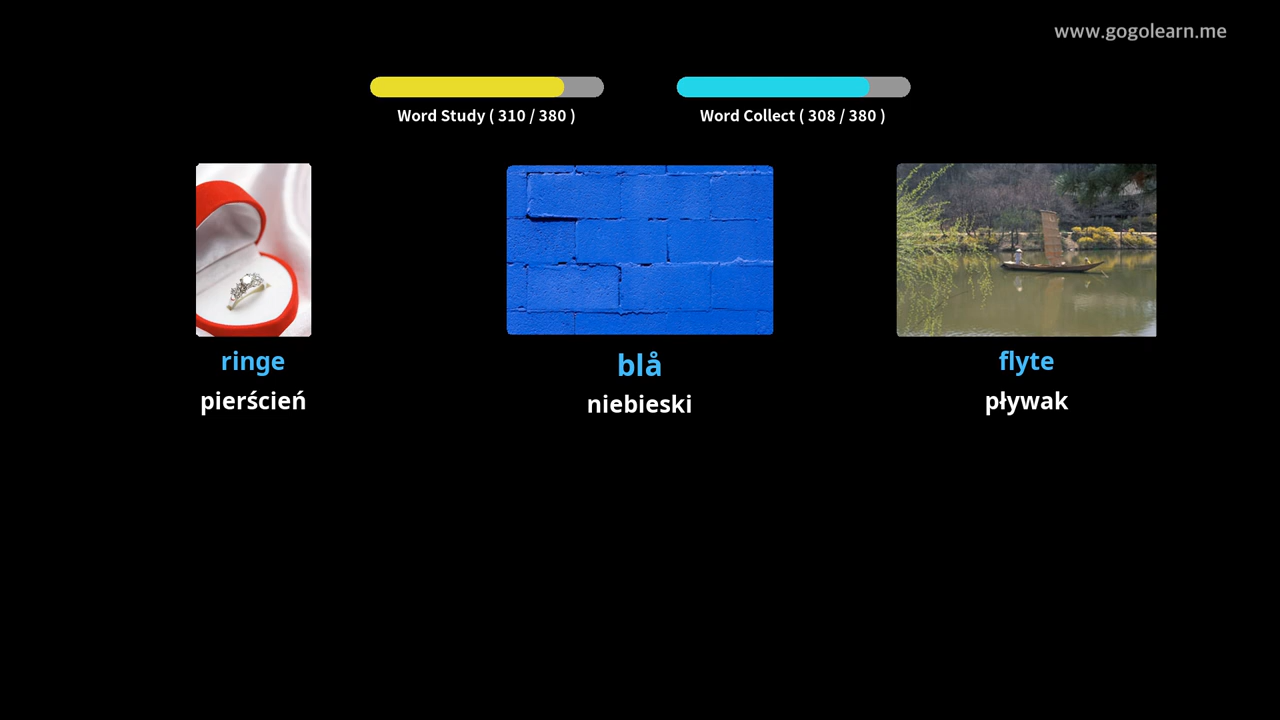 www.gogolearn.me
Word Study ( 310 / 380 )
Word Collect ( 308 / 380 )
ringe
blå
flyte
pierścień
niebieski
pływak